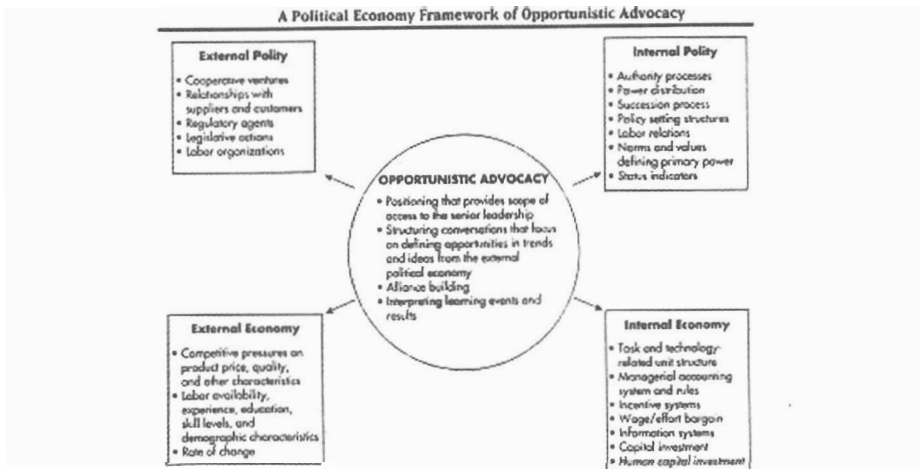 A Political Economy Framework of Opportunistic Advocacy
External Polity
• Cooperative ventures
• Relationships with
suppliers and customers
• Regulatory agents
• Legislative actions
• Labor organizations
Internal Polity
• Authority processes
• Power distribution
• Succession process
• Policy setting structures
• Labor relations
• Norms and values
defining primary power
• Status indicators
OPPORTUNISTIC ADVOCACY
• Positioning that provides scope of
access to the senior leadership
• Structuring conversations that focus
on defining opportunities in trends
and ideas from the external
political economy
• Alliance building
• Interpreting learning events and
results
External Economy
• Competitive pressures on
product price, quality,
and other characteristics
• Labor availability,
experience, education,
skill levels, and
demographic characteristics
• Rate of change
Internal Economy
• Task and technology-
related unit structure
• Managerial accounting
system and rules
• Incentive systems
• Wage/effort bargain
• Information systems
• Capital investment
• Human capital investment